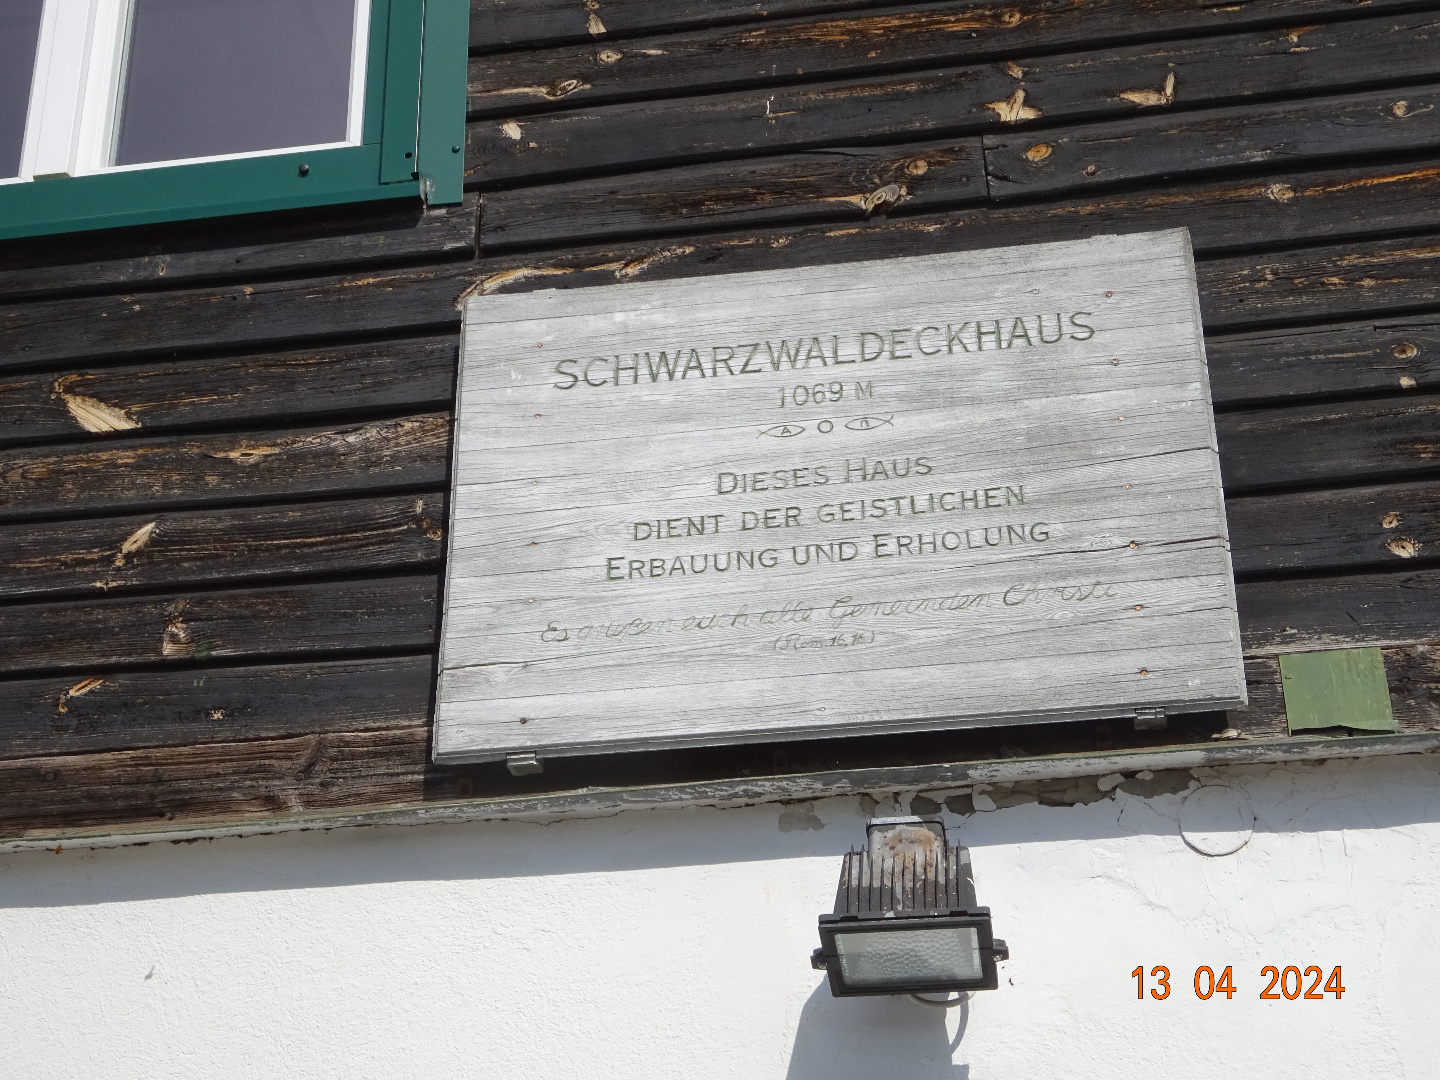 SCHWARZWALDECKHAUS
1069 M
DIESES HAUS
DIENT DER GEISTLICHEN
ERBAUUNG UND ERHOLUNG
Es grüßen euch alle Gemeinden Christi
(Röm. 16,16)
13 04 2024